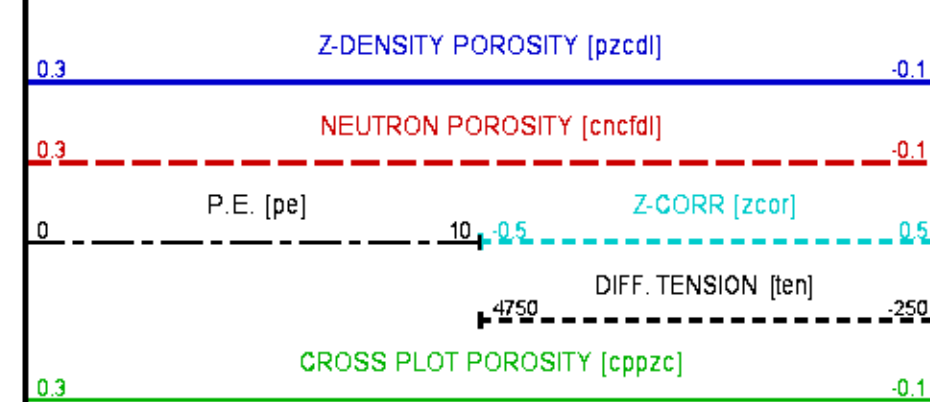 Z-DENSITY POROSITY [pzcdl]
0.3 -0.1
NEUTRON POROSITY [cncfdl]
0.3 -0.1
P.E. [pe] Z-CORR [zcor]
0 10 -0.5 0.5
DIFF. TENSION [ten]
4750 -250
CROSS PLOT POROSITY [cppzc]
0.3 -0.1